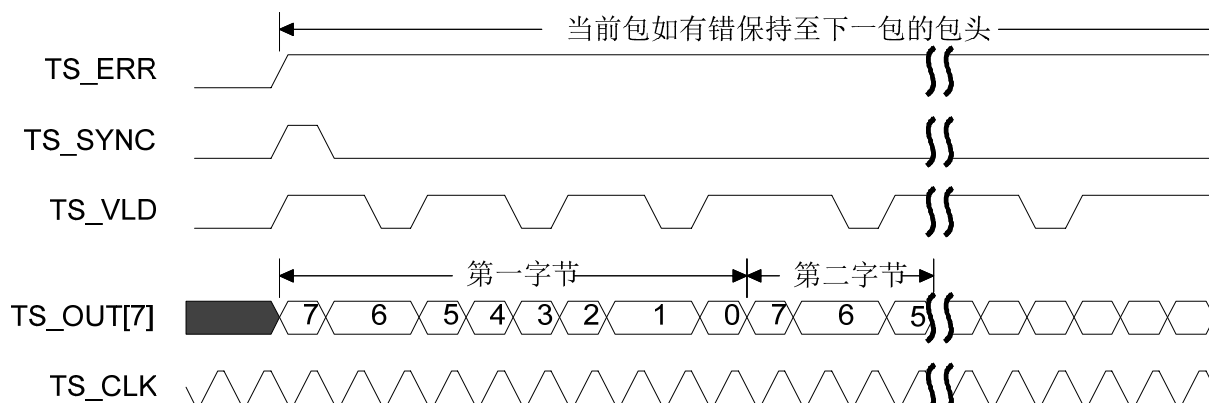 当前包如有错保持至下一包的包头
TS_ERR
TS_SYNC
TS_VLD
第一字节 第二字节
TS_OUT[7] 7 6 5 4 3 2 1 0 7 6 5
TS_CLK